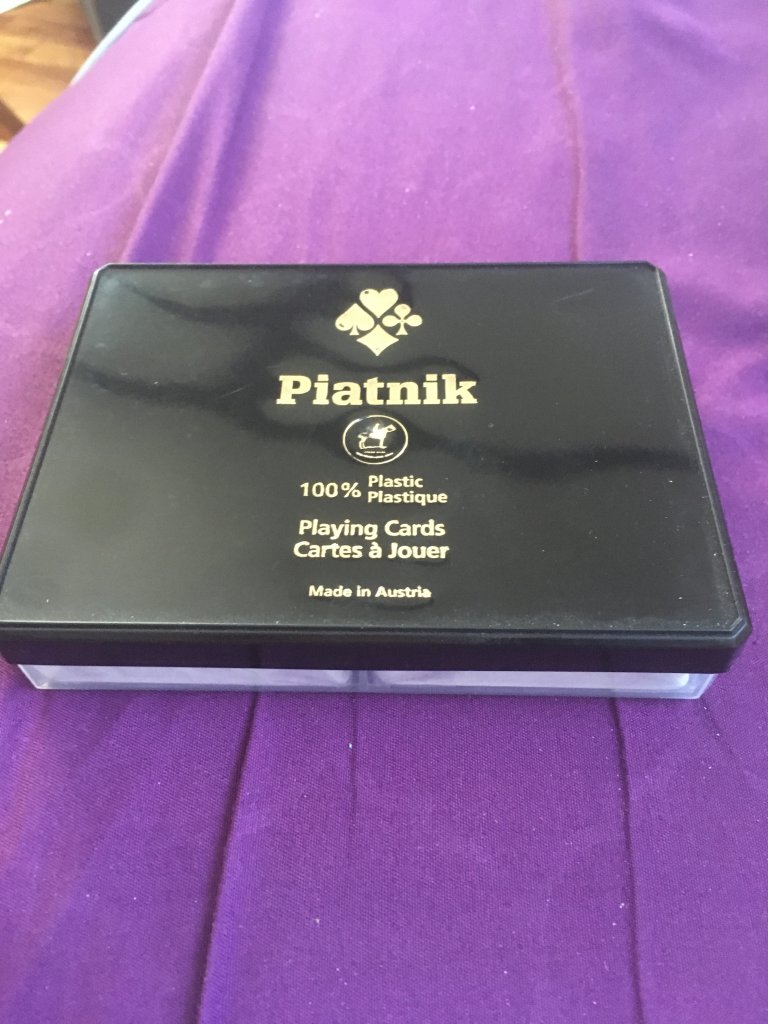 Piatnik
100% Plastic
Plastique
Playing Cards
Cartes à Jouer
Made in Austria